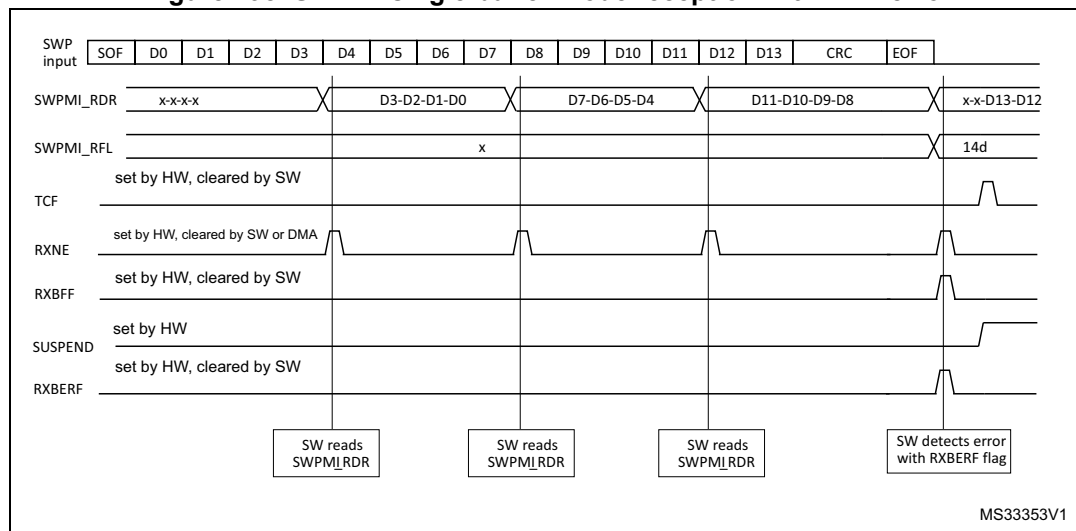 SWP input SOF D0 D1 D2 D3 D4 D5 D6 D7 D8 D9 D10 D11 D12 D13 CRC EOF
SWPMI_RDR x-x-x-x D3-D2-D1-D0 D7-D6-D5-D4 D11-D10-D9-D8 x-x-D13-D12
SWPMI_RFL x 14d
set by HW, cleared by SW
TCF
set by HW, cleared by SW or DMA
RXNE
set by HW, cleared by SW
RXBFF
set by HW
SUSPEND
set by HW, cleared by SW
RXBERF
SW reads
SWPMI_RDR
SW reads
SWPMI_RDR
SW reads
SWPMI_RDR
SW detects error
with RXBERF flag
MS33353V1